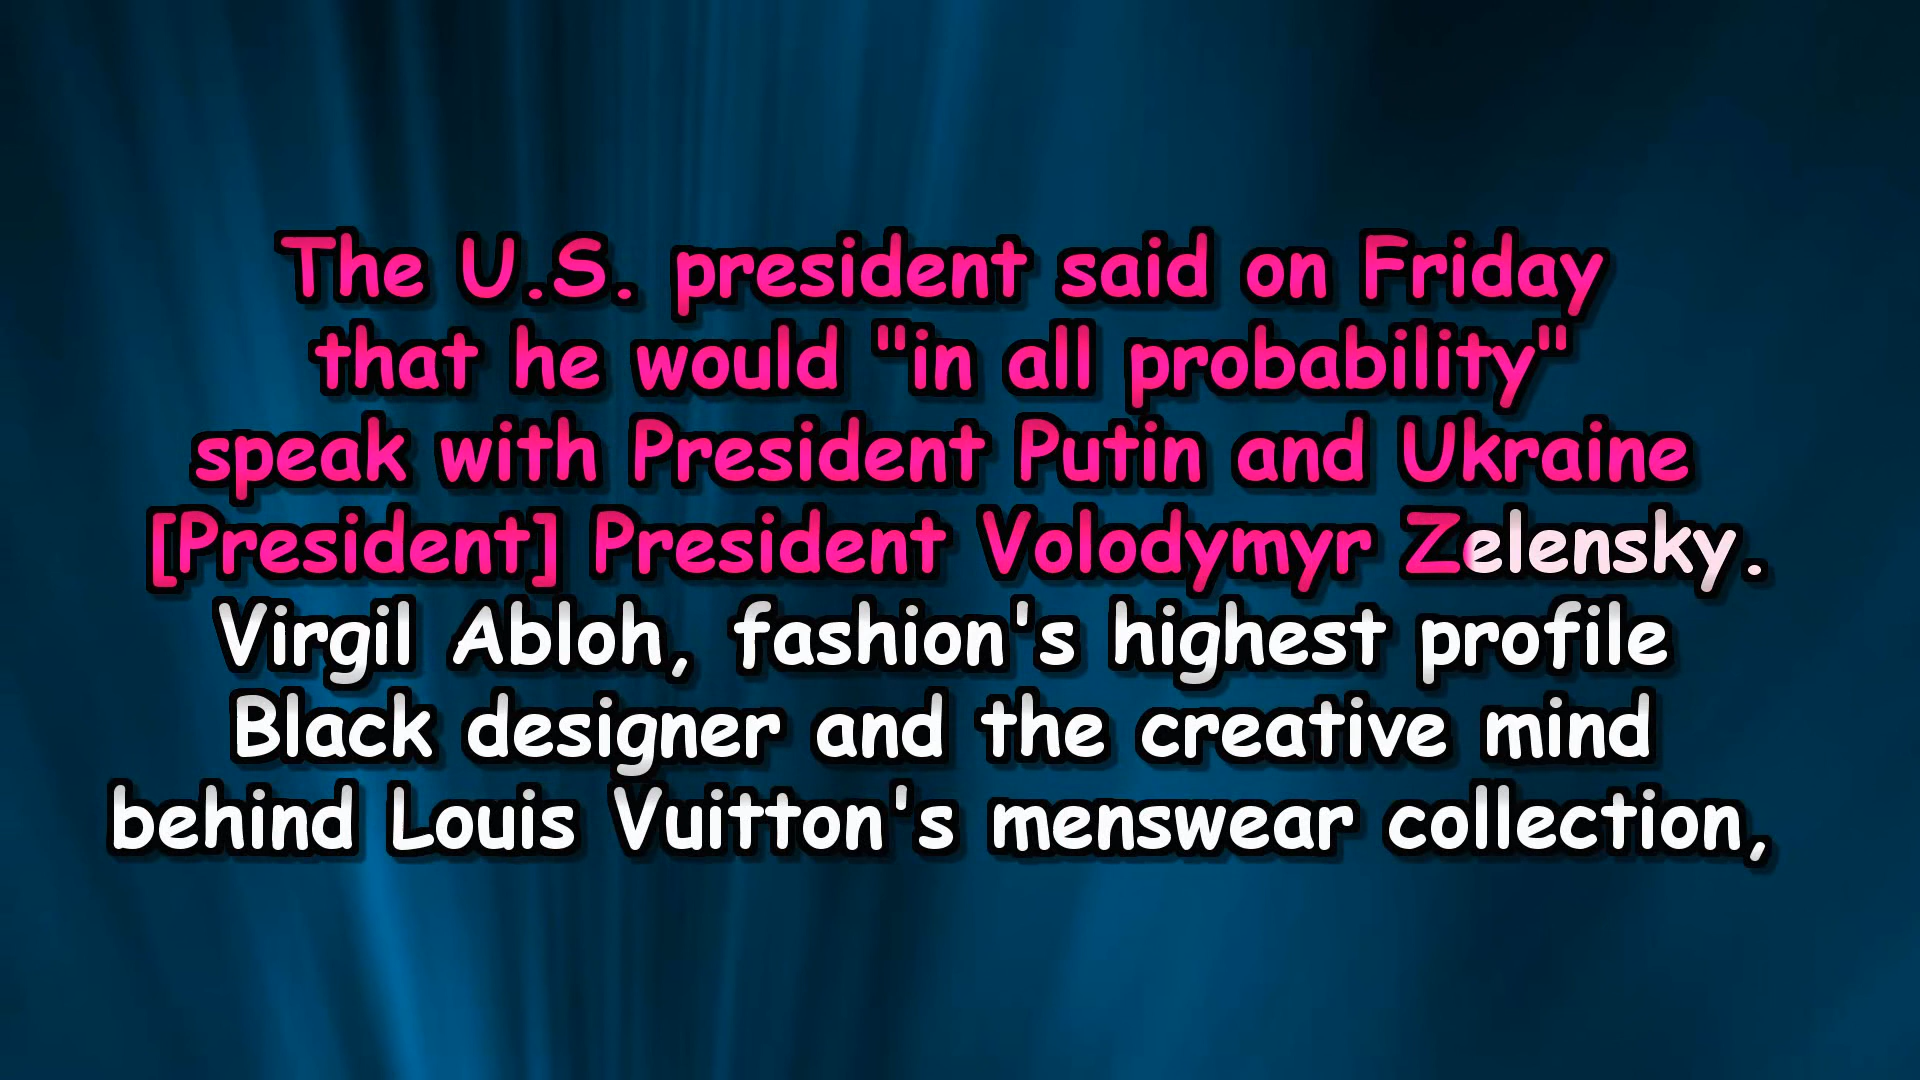 The U.S. president said on Friday
that he would "in all probability"
speak with President Putin and Ukraine
[President] President Volodymyr Zelensky.
Virgil Abloh, fashion's highest profile
Black designer and the creative mind
behind Louis Vuitton's menswear collection,